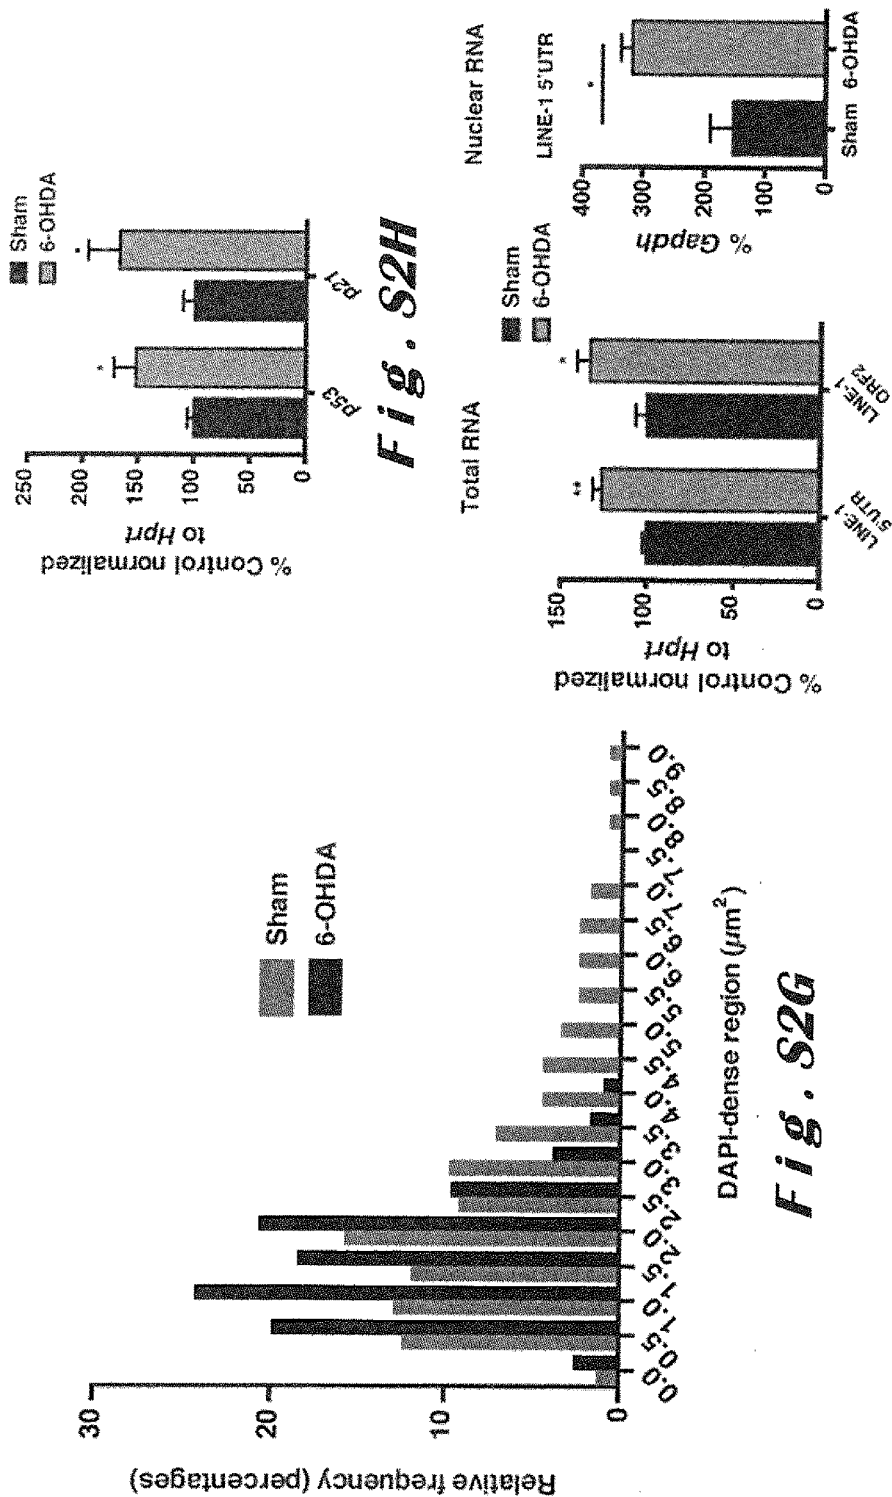 Relative frequency (percentages)
30
20
10
0
Sham
6-OHDA
0.0
0.5
1.0
1.5
2.0
2.5
3.0
3.5
4.0
4.5
5.0
5.5
6.0
6.5
7.0
7.5
8.0
8.5
9.0
DAPI-dense region (µm²)
Fig. S2G
% Control normalized
to Hprt
250
200
150
100
50
0
Sham
6-OHDA
*
*
p53
p21
Fig. S2H
Total RNA
% Control normalized
to Hprt
150
100
50
0
Sham
6-OHDA
**
*
LINE-1
5'UTR
LINE-1
ORF2
Nuclear RNA
LINE-1 5'UTR
% Gapdh
400
300
200
100
0
*
Sham
6-OHDA